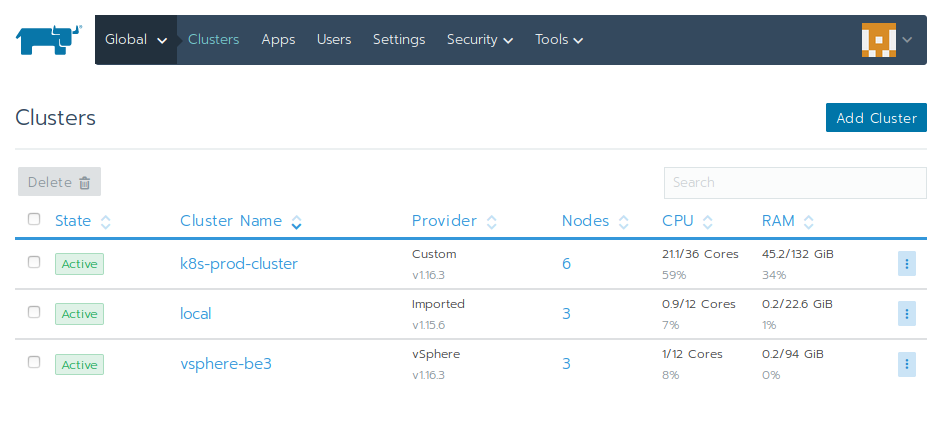 Global Clusters Apps Users Settings Security Tools
Clusters
Add Cluster
Delete
Search
State Cluster Name Provider Nodes CPU RAM
Active k8s-prod-cluster Custom 6 21.1/36 Cores 45.2/132 GiB
v1.16.3 59% 34%
Active local Imported 3 0.9/12 Cores 0.2/22.6 GiB
v1.15.6 7% 1%
Active vsphere-be3 vSphere 3 1/12 Cores 0.2/94 GiB
v1.16.3 8% 0%